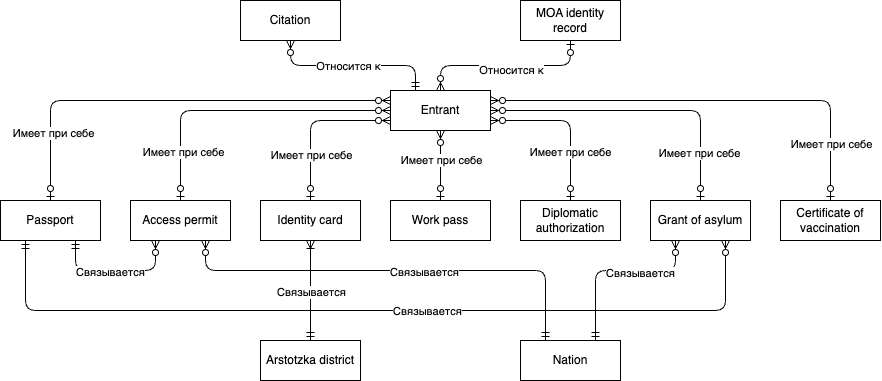 Citation
MOA identity
record
Относится к
Относится к
Entrant
Имеет при себе
Имеет при себе
Имеет при себе
Имеет при себе
Имеет при себе
Имеет при себе
Имеет при себе
Passport
Access permit
Identity card
Work pass
Diplomatic
authorization
Grant of asylum
Certificate of
vaccination
Связывается
Связывается
Связывается
Связывается
Связывается
Arstotzka district
Nation